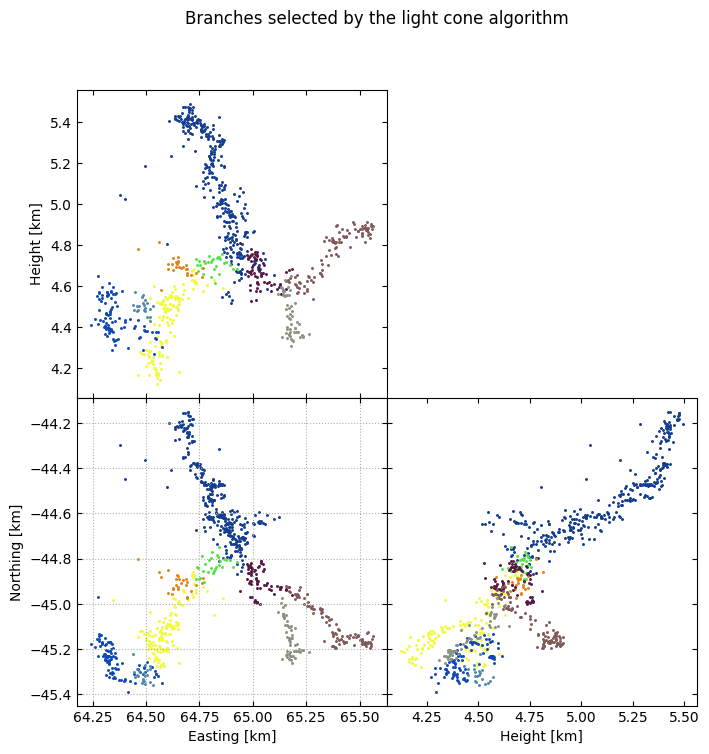 Branches selected by the light cone algorithm
5.4
5.2
5.0
4.8
4.6
4.4
4.2
Height [km]
−44.2
−44.4
−44.6
−44.8
−45.0
−45.2
−45.4
Northing [km]
64.25 64.50 64.75 65.00 65.25 65.50
4.25 4.50 4.75 5.00 5.25 5.50
Easting [km]
Height [km]